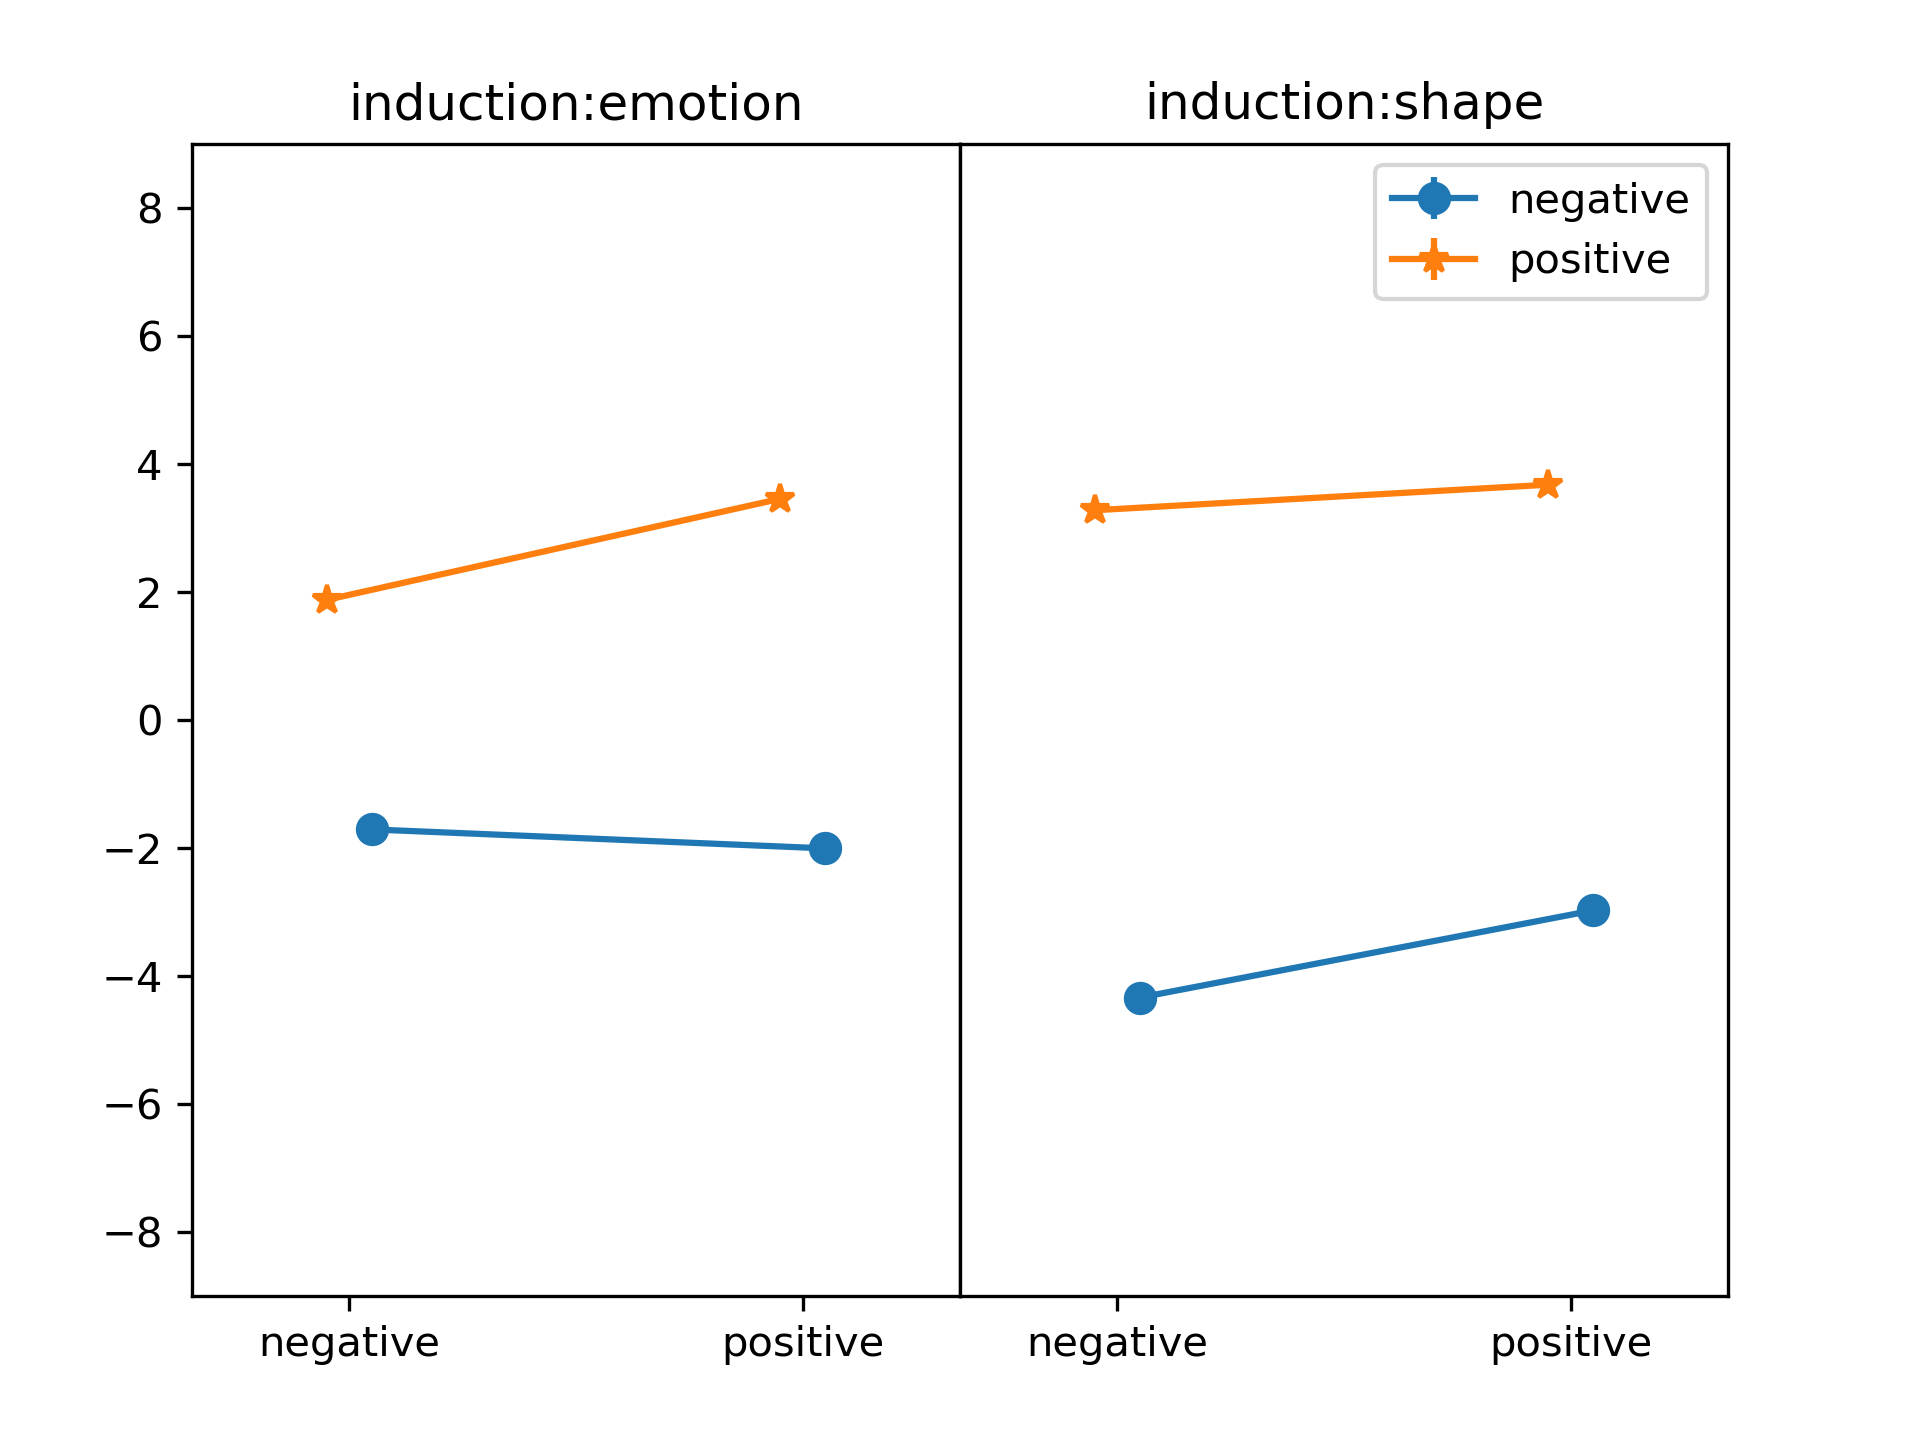 induction:emotion
induction:shape
negative
positive
8
6
4
2
0
−2
−4
−6
−8
negative
positive
negative
positive